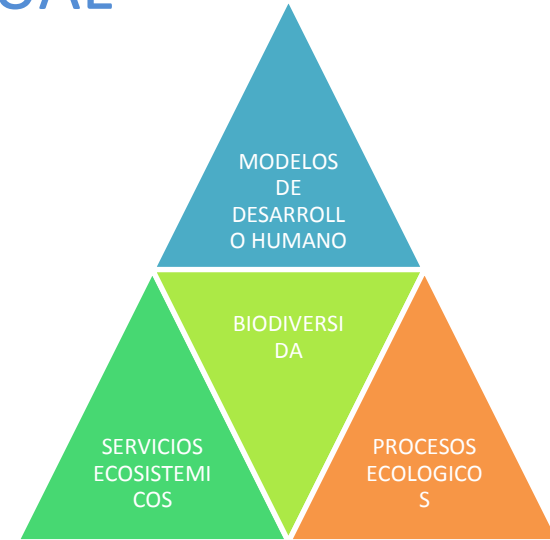 MODELOS
DE
DESARROLL
O HUMANO
BIODIVERSI
DA
SERVICIOS
ECOSISTEMI
COS
PROCESOS
ECOLOGICO
S